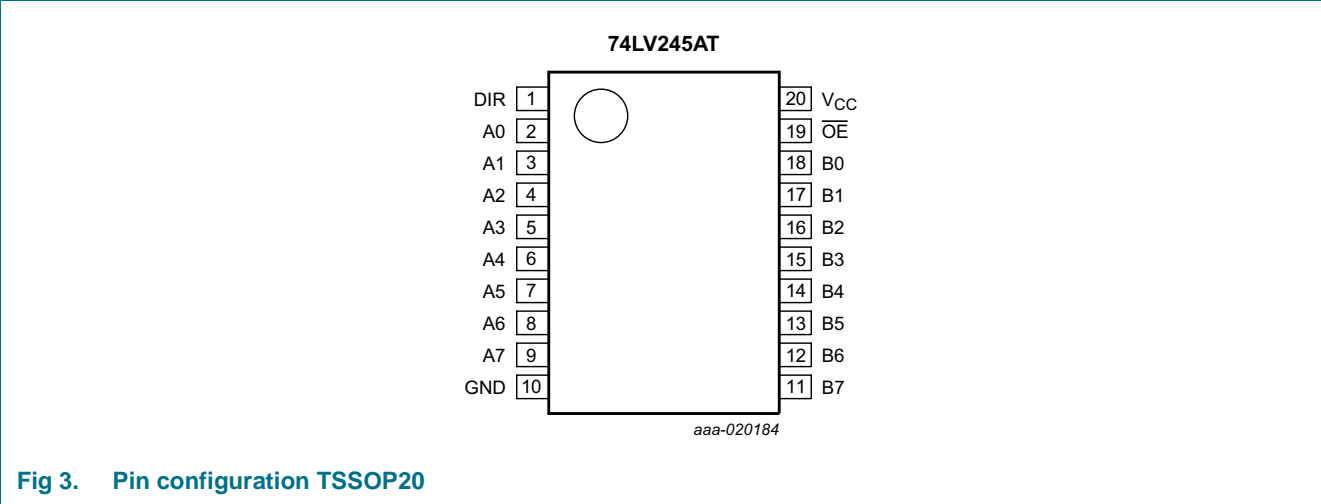 74LV245AT
DIR 1 20 VCC
A0 2 19 O̅E̅
A1 3 18 B0
A2 4 17 B1
A3 5 16 B2
A4 6 15 B3
A5 7 14 B4
A6 8 13 B5
A7 9 12 B6
GND 10 11 B7
aaa-020184
Fig 3. Pin configuration TSSOP20